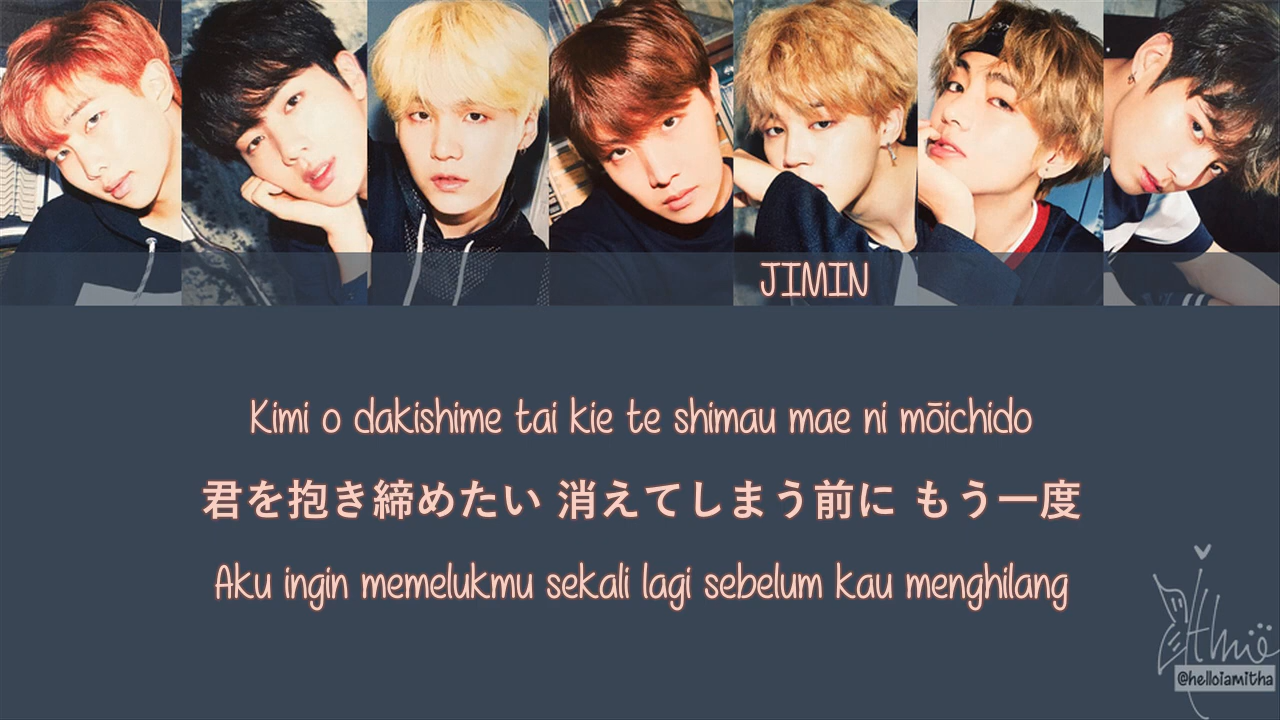 JIMIN
Kimi o dakishime tai kie te shimau mae ni mōichido
君を抱き締めたい 消えてしまう前に もう一度
Aku ingin memelukmu sekali lagi sebelum kau menghilang
@helloiamitha